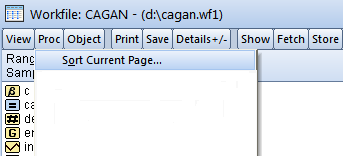 Workfile: CAGAN - (d:\cagan.wf1)
View Proc Object Print Save Details+/- Show Fetch Store
Sort Current Page...
Rang
Samp
β c
ca
# de
G er
in